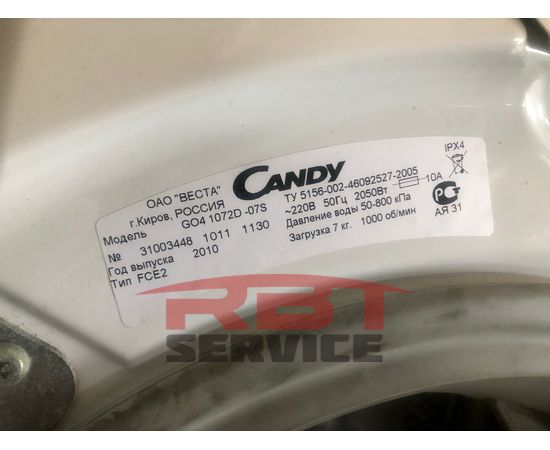 ОАО "ВЕСТА"
г.Киров, РОССИЯ
Модель GO4 1072D -07S
№ 31003448 1011 1130
Год выпуска 2010
Тип FCE2
CANDY
ТУ 5156-002-46092527-2005
~220В 50Гц 2050Вт 10А
Давление воды 50-800 кПа
Загрузка 7 кг. 1000 об/мин
IPX4
АЯ 31
RBT
SERVICE